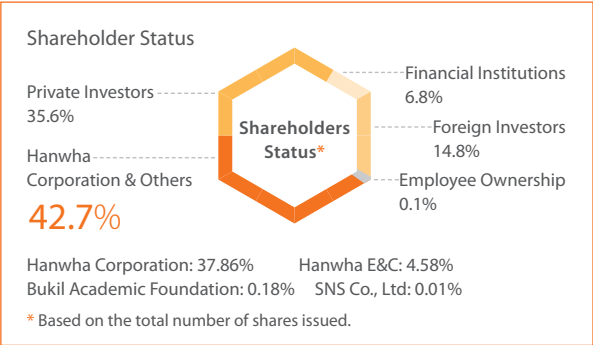 Shareholder Status
Private Investors
35.6%
Hanwha
Corporation & Others
42.7%
Shareholders
Status*
Financial Institutions
6.8%
Foreign Investors
14.8%
Employee Ownership
0.1%
Hanwha Corporation: 37.86% Hanwha E&C: 4.58%
Bukil Academic Foundation: 0.18% SNS Co., Ltd: 0.01%
* Based on the total number of shares issued.